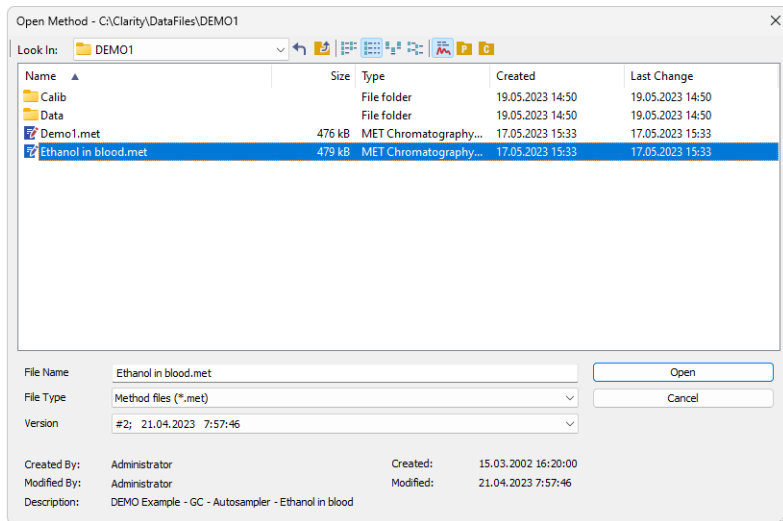 Open Method - C:\Clarity\DataFiles\DEMO1
Look In: DEMO1
Name Size Type Created Last Change
Calib File folder 19.05.2023 14:50 19.05.2023 14:50
Data File folder 19.05.2023 14:50 19.05.2023 14:50
Demo1.met 476 kB MET Chromatography... 17.05.2023 15:33 17.05.2023 15:33
Ethanol in blood.met 479 kB MET Chromatography... 17.05.2023 15:33 17.05.2023 15:33
File Name Ethanol in blood.met Open
File Type Method files (*.met) Cancel
Version #2; 21.04.2023 7:57:46
Created By: Administrator Created: 15.03.2002 16:20:00
Modified By: Administrator Modified: 21.04.2023 7:57:46
Description: DEMO Example - GC - Autosampler - Ethanol in blood